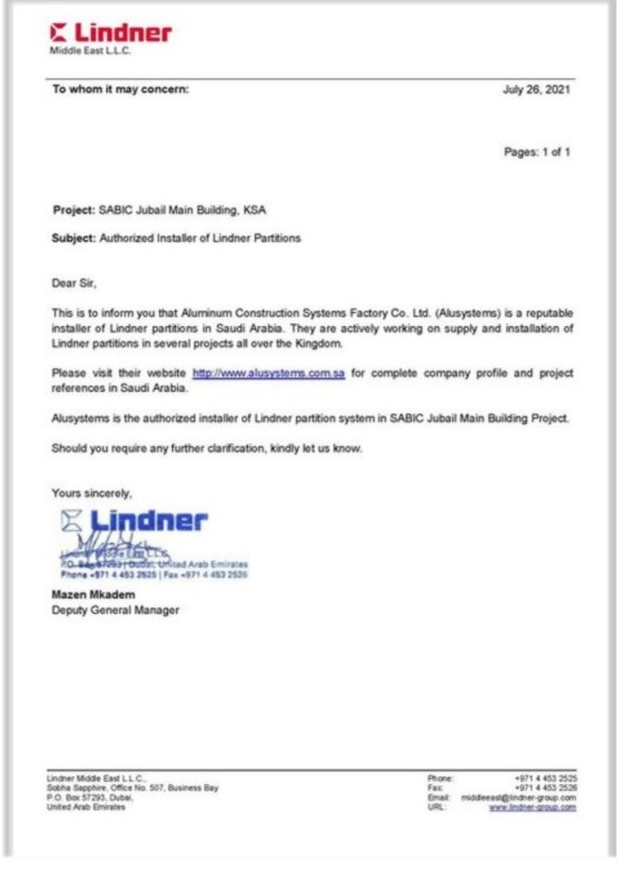 Lindner
Middle East L.L.C.
To whom it may concern: July 26, 2021
Pages: 1 of 1
Project: SABIC Jubail Main Building, KSA
Subject: Authorized Installer of Lindner Partitions
Dear Sir,
This is to inform you that Aluminum Construction Systems Factory Co. Ltd. (Alusystems) is a reputable
installer of Lindner partitions in Saudi Arabia. They are actively working on supply and installation of
Lindner partitions in several projects all over the Kingdom.
Please visit their website http://www.alusystems.com.sa for complete company profile and project
references in Saudi Arabia.
Alusystems is the authorized installer of Lindner partition system in SABIC Jubail Main Building Project.
Should you require any further clarification, kindly let us know.
Yours sincerely,
Lindner
Lindner Middle East L.L.C.
P.O. Box 57293 | Dubai, United Arab Emirates
Phone +971 4 453 2525 | Fax +971 4 453 2526
Mazen Mkadem
Deputy General Manager
Lindner Middle East L.L.C., Phone: +971 4 453 2525
Sobha Sapphire, Office No. 507, Business Bay Fax: +971 4 453 2526
P.O. Box 57293, Dubai, Email: middleeast@lindner-group.com
United Arab Emirates URL: www.lindner-group.com